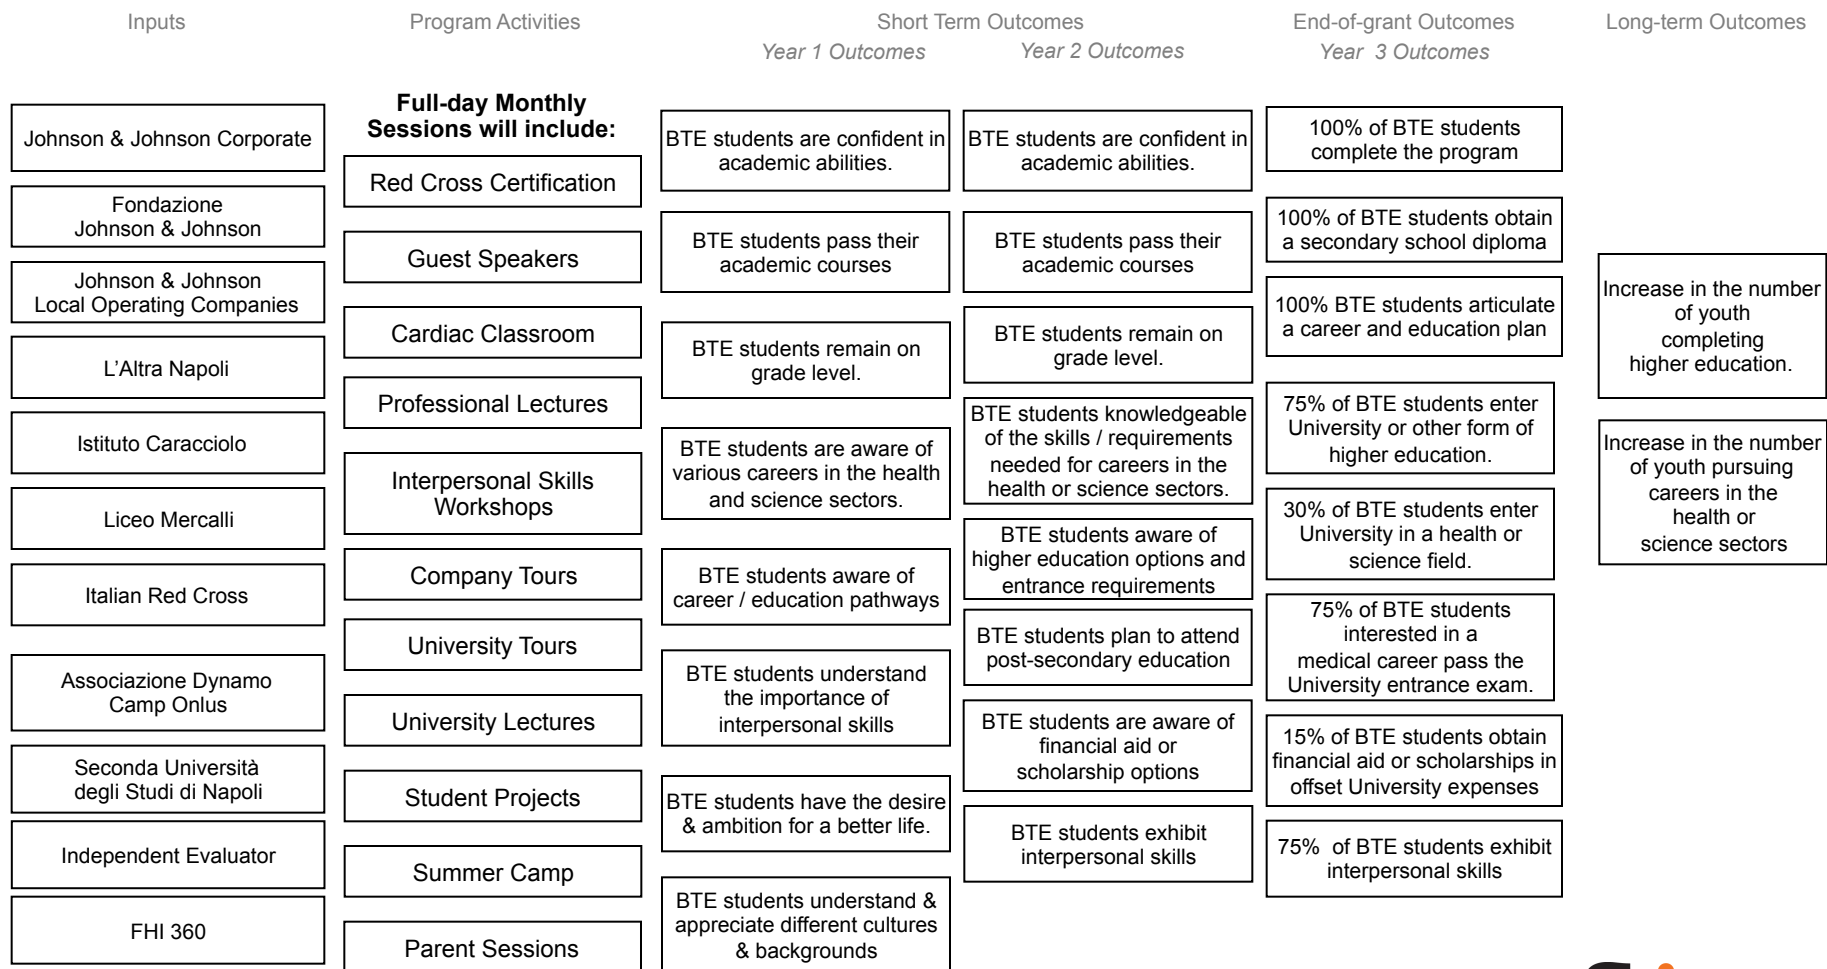 Inputs
Program Activities
Short Term Outcomes
End-of-grant Outcomes
Long-term Outcomes
Year 1 Outcomes
Year 2 Outcomes
Year 3 Outcomes
Johnson & Johnson Corporate
Fondazione
Johnson & Johnson
Johnson & Johnson
Local Operating Companies
L'Altra Napoli
Istituto Caracciolo
Liceo Mercalli
Italian Red Cross
Associazione Dynamo
Camp Onlus
Seconda Università
degli Studi di Napoli
Independent Evaluator
FHI 360
Full-day Monthly
Sessions will include:
Red Cross Certification
Guest Speakers
Cardiac Classroom
Professional Lectures
Interpersonal Skills
Workshops
Company Tours
University Tours
University Lectures
Student Projects
Summer Camp
Parent Sessions
BTE students are confident in
academic abilities.
BTE students pass their
academic courses
BTE students remain on
grade level.
BTE students are aware of
various careers in the health
and science sectors.
BTE students aware of
career / education pathways
BTE students understand
the importance of
interpersonal skills
BTE students have the desire
& ambition for a better life.
BTE students understand &
appreciate different cultures
& backgrounds
BTE students are confident in
academic abilities.
BTE students pass their
academic courses
BTE students remain on
grade level.
BTE students knowledgeable
of the skills / requirements
needed for careers in the
health or science sectors.
BTE students aware of
higher education options and
entrance requirements
BTE students plan to attend
post-secondary education
BTE students are aware of
financial aid or
scholarship options
BTE students exhibit
interpersonal skills
100% of BTE students
complete the program
100% of BTE students obtain
a secondary school diploma
100% BTE students articulate
a career and education plan
75% of BTE students enter
University or other form of
higher education.
30% of BTE students enter
University in a health or
science field.
75% of BTE students
interested in a
medical career pass the
University entrance exam.
15% of BTE students obtain
financial aid or scholarships in
offset University expenses
75% of BTE students exhibit
interpersonal skills
Increase in the number
of youth
completing
higher education.
Increase in the number
of youth pursuing
careers in the
health or
science sectors